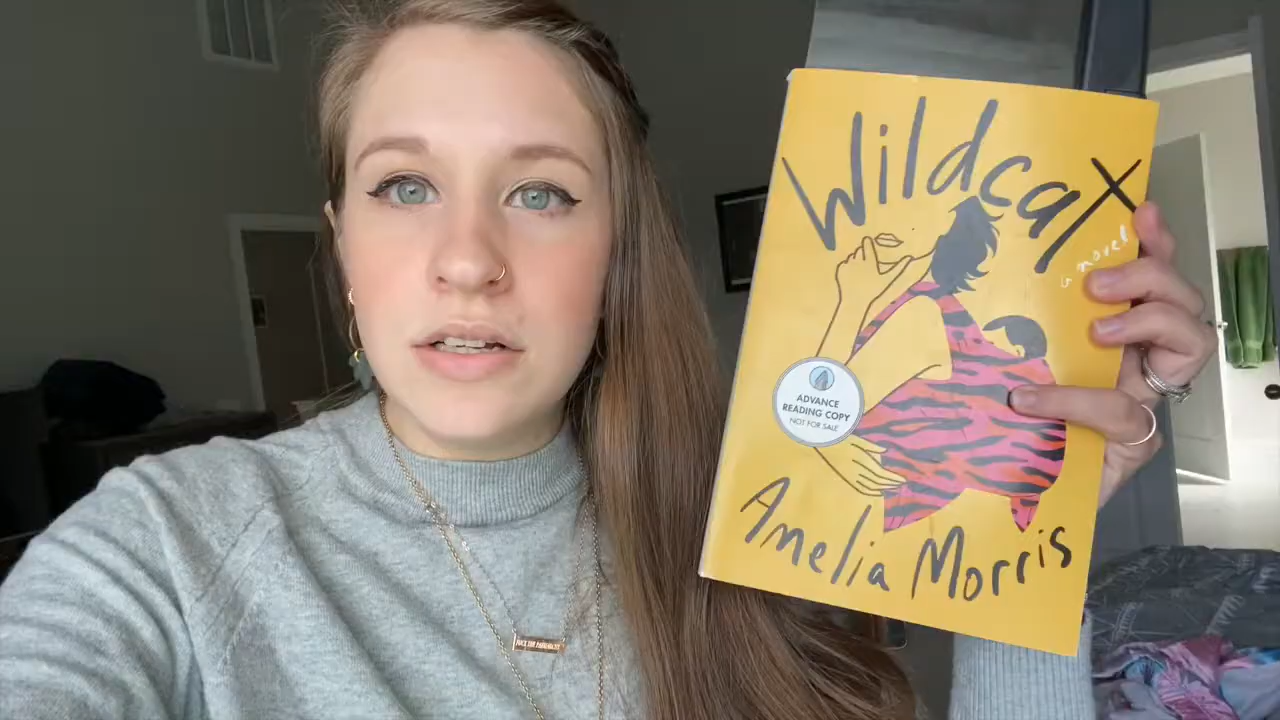 Wildcat
a novel
ADVANCE
READING COPY
NOT FOR SALE
Amelia Morris